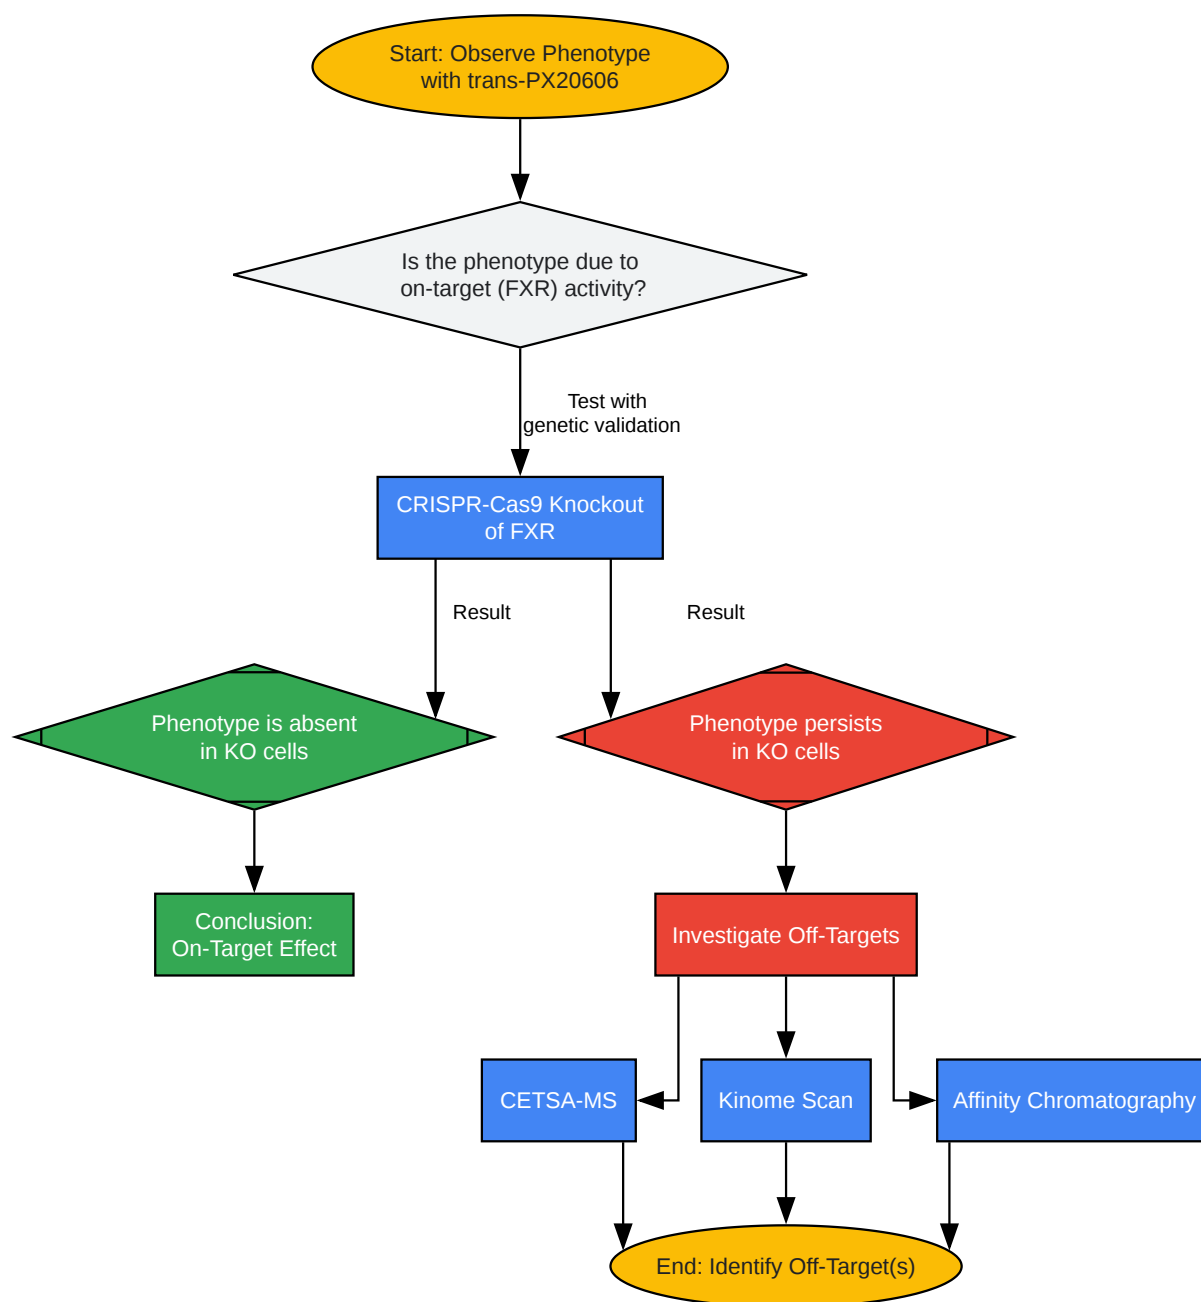 Start: Observe Phenotype
with trans-PX20606
Is the phenotype due to
on-target (FXR) activity?
Test with
genetic validation
CRISPR-Cas9 Knockout
of FXR
Result
Result
Phenotype is absent
in KO cells
Phenotype persists
in KO cells
Conclusion:
On-Target Effect
Investigate Off-Targets
CETSA-MS
Kinome Scan
Affinity Chromatography
End: Identify Off-Target(s)